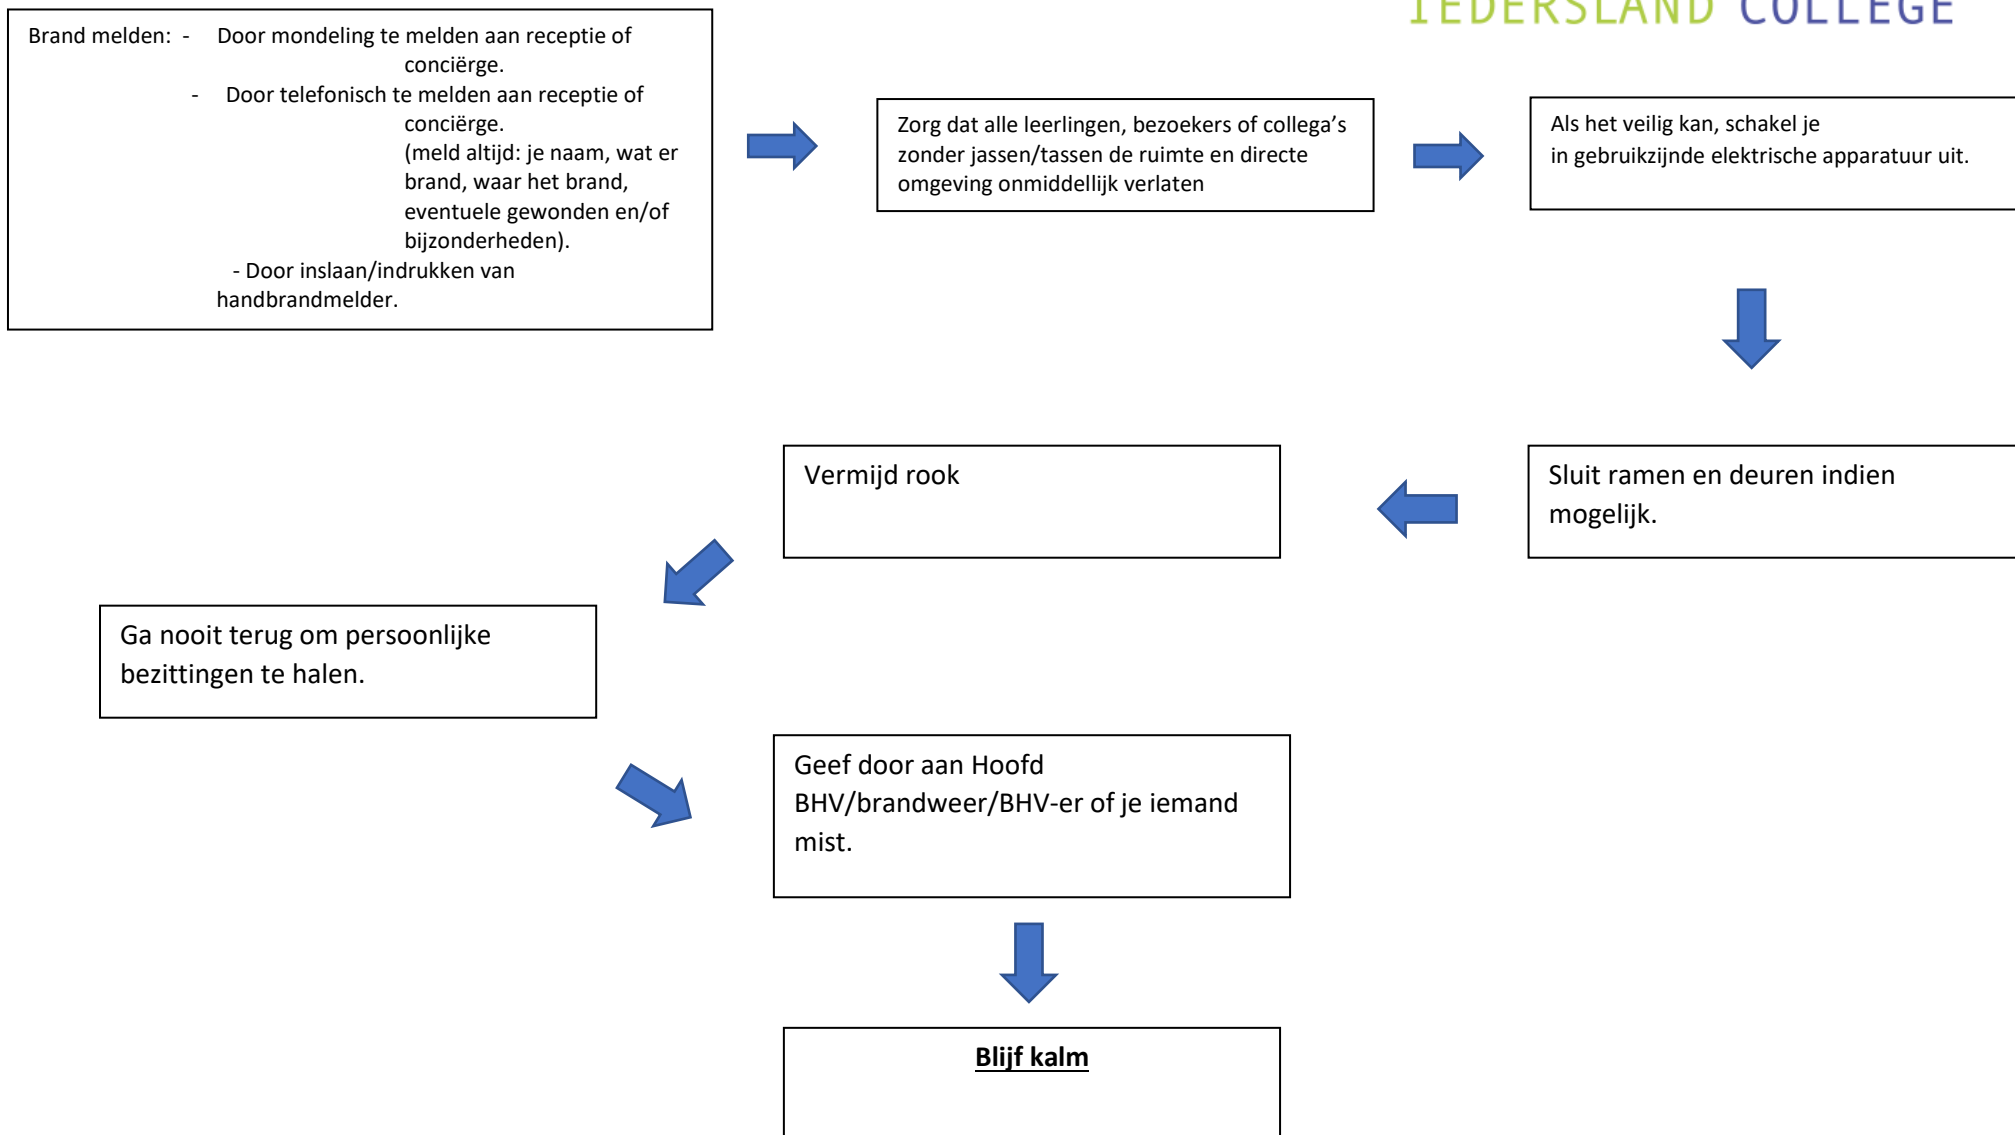 IEDERSLAND COLLEGE
Brand melden: - Door mondeling te melden aan receptie of
conciërge.
- Door telefonisch te melden aan receptie of
conciërge.
(meld altijd: je naam, wat er
brand, waar het brand,
eventuele gewonden en/of
bijzonderheden).
- Door inslaan/indrukken van
handbrandmelder.
Zorg dat alle leerlingen, bezoekers of collega's
zonder jassen/tassen de ruimte en directe
omgeving onmiddellijk verlaten
Als het veilig kan, schakel je
in gebruikzijnde elektrische apparatuur uit.
Sluit ramen en deuren indien
mogelijk.
Vermijd rook
Ga nooit terug om persoonlijke
bezittingen te halen.
Geef door aan Hoofd
BHV/brandweer/BHV-er of je iemand
mist.
Blijf kalm